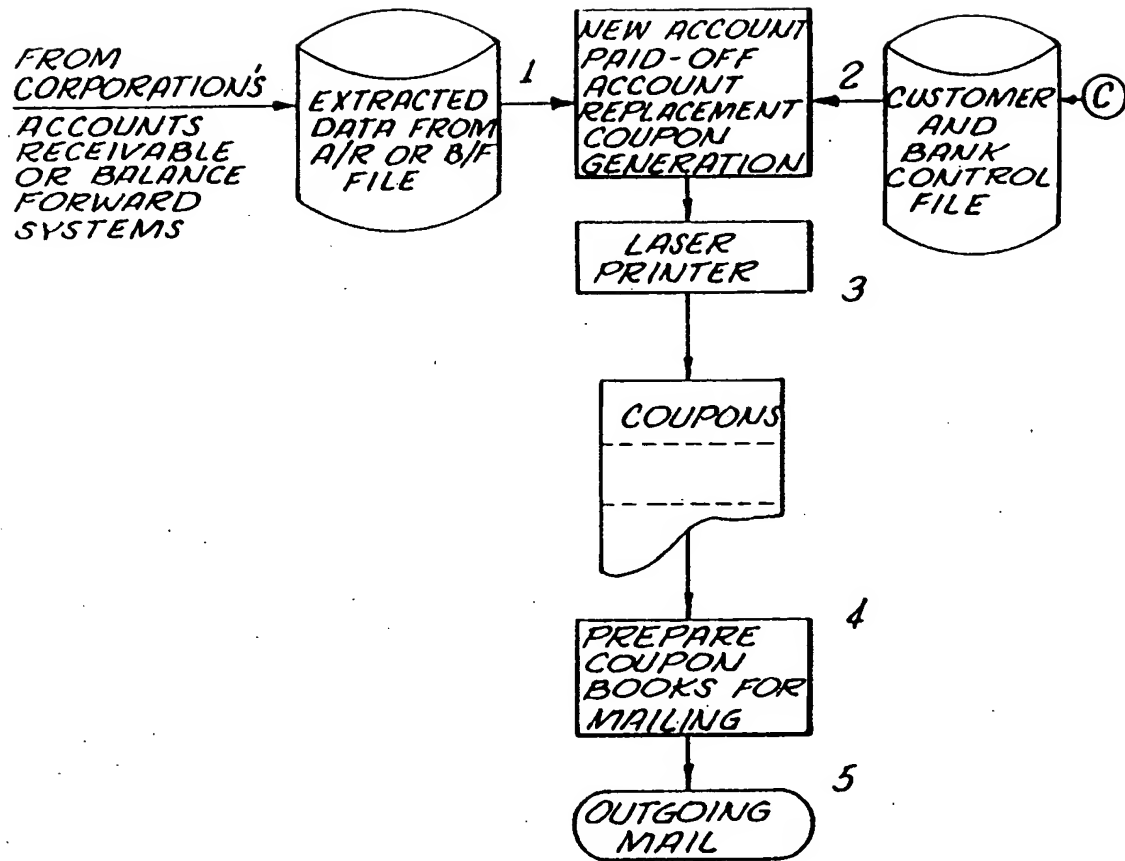 FROM
CORPORATION'S
ACCOUNTS
RECEIVABLE
OR BALANCE
FORWARD
SYSTEMS
EXTRACTED
DATA FROM
A/R OR B/F
FILE
1
NEW ACCOUNT
PAID-OFF
ACCOUNT
REPLACEMENT
COUPON
GENERATION
2
CUSTOMER
AND
BANK
CONTROL
FILE
C
LASER
PRINTER
3
COUPONS
4
PREPARE
COUPON
BOOKS FOR
MAILING
5
OUTGOING
MAIL